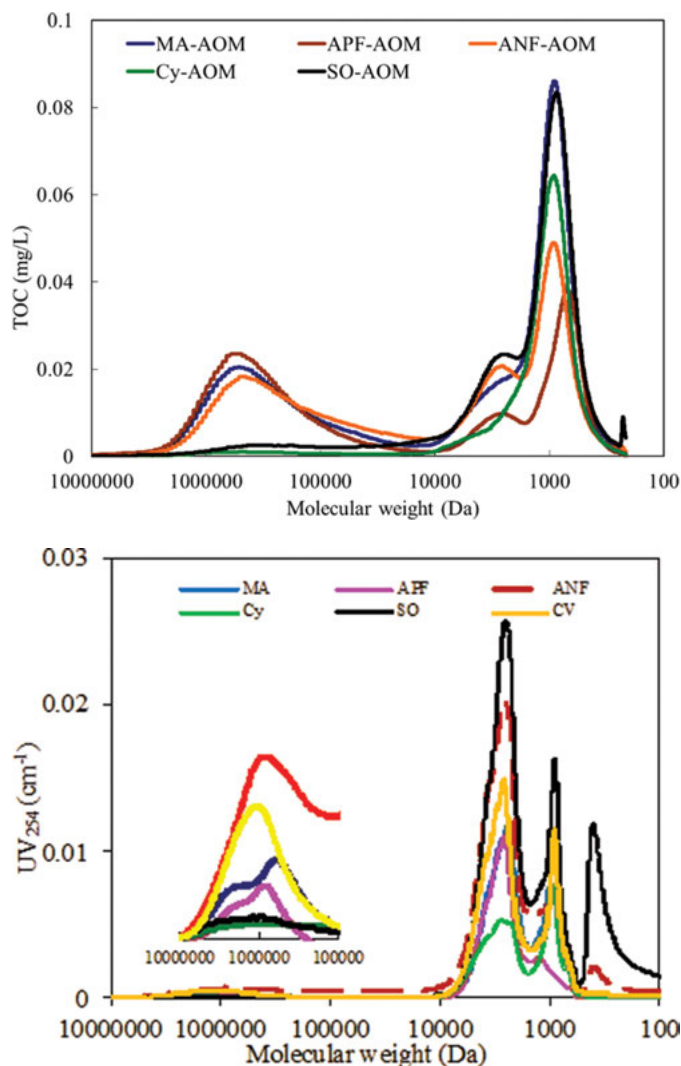 0.1
MA-AOM APF-AOM ANF-AOM
Cy-AOM SO-AOM
0.08
0.06
0.04
0.02
0
TOC (mg/L)
10000000 1000000 100000 10000 1000 100
Molecular weight (Da)
0.03
MA APF ANF
Cy SO CV
0.02
0.01
0
UV254 (cm-1)
10000000 1000000 100000
10000000 1000000 100000 10000 1000 100
Molecular weight (Da)